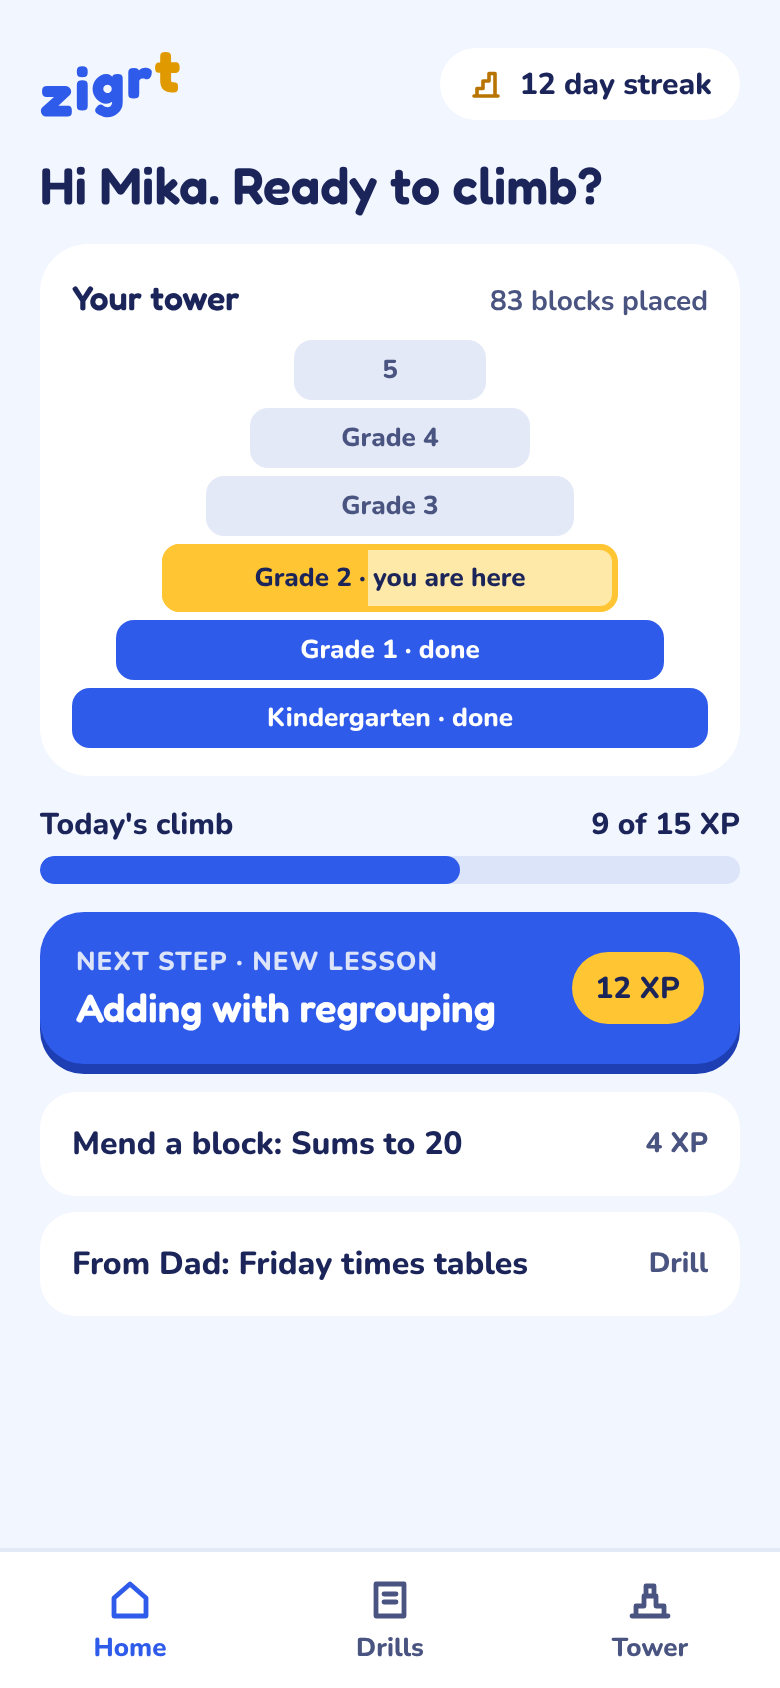 zigrt
12 day streak
Hi Mika. Ready to climb?
Your tower
83 blocks placed
5
Grade 4
Grade 3
Grade 2 · you are here
Grade 1 · done
Kindergarten · done
Today's climb
9 of 15 XP
NEXT STEP · NEW LESSON
Adding with regrouping
12 XP
Mend a block: Sums to 20
4 XP
From Dad: Friday times tables
Drill
Home
Drills
Tower